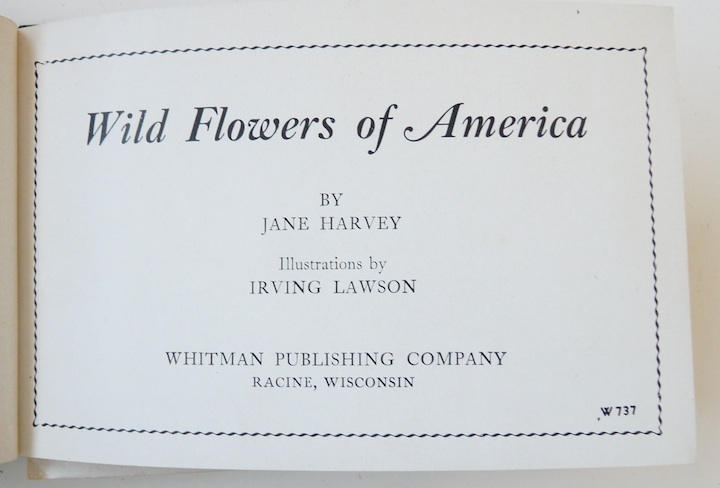 Wild Flowers of America
BY
JANE HARVEY
Illustrations by
IRVING LAWSON
WHITMAN PUBLISHING COMPANY
RACINE, WISCONSIN
W 737